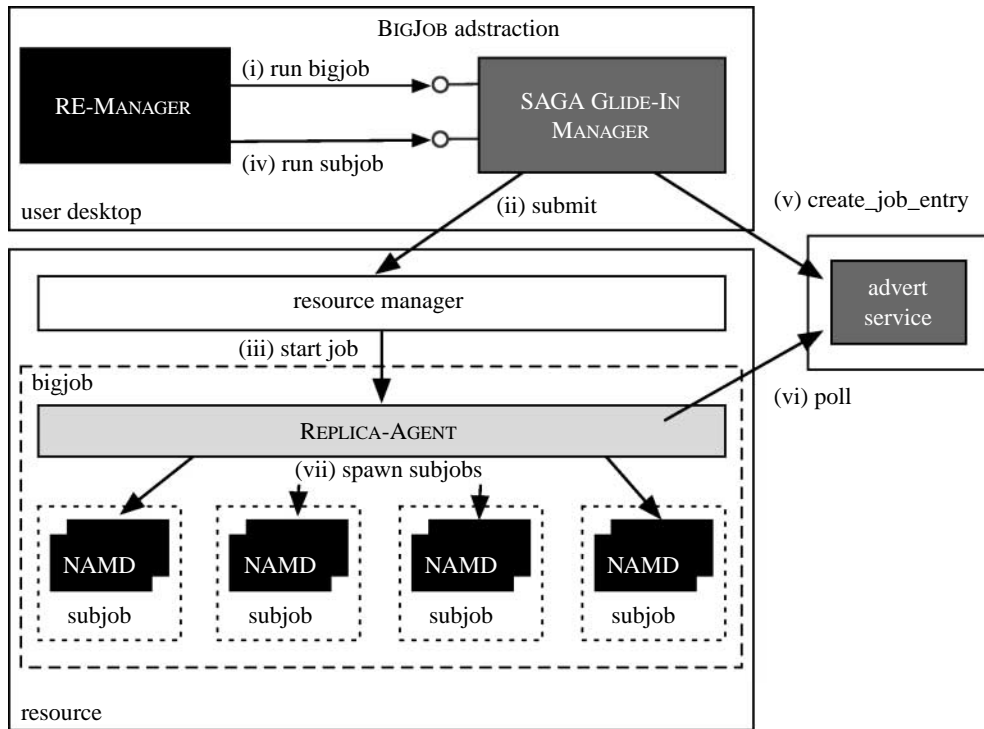 BIGJOB adstraction
(i) run bigjob
RE-MANAGER
SAGA GLIDE-IN
MANAGER
(iv) run subjob
user desktop
(ii) submit
(v) create_job_entry
resource manager
advert
service
(iii) start job
bigjob
(vi) poll
REPLICA-AGENT
(vii) spawn subjobs
NAMD
NAMD
NAMD
NAMD
subjob
subjob
subjob
subjob
resource